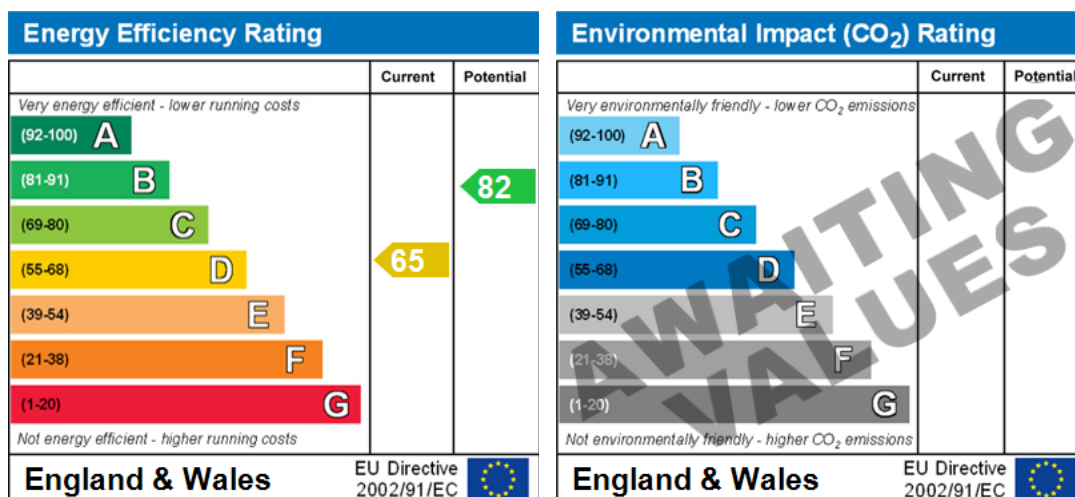 Energy Efficiency Rating
Current Potential
Very energy efficient - lower running costs
(92-100) A
(81-91) B
82
(69-80) C
(55-68) D
65
(39-54) E
(21-38) F
(1-20) G
Not energy efficient - higher running costs
England & Wales
EU Directive
2002/91/EC
Environmental Impact (CO2) Rating
Current Potential
Very environmentally friendly - lower CO2 emissions
(92-100) A
(81-91) B
(69-80) C
(55-68) D
(39-54) E
(21-38) F
(1-20) G
AWAITING
VALUES
Not environmentally friendly - higher CO2 emissions
England & Wales
EU Directive
2002/91/EC